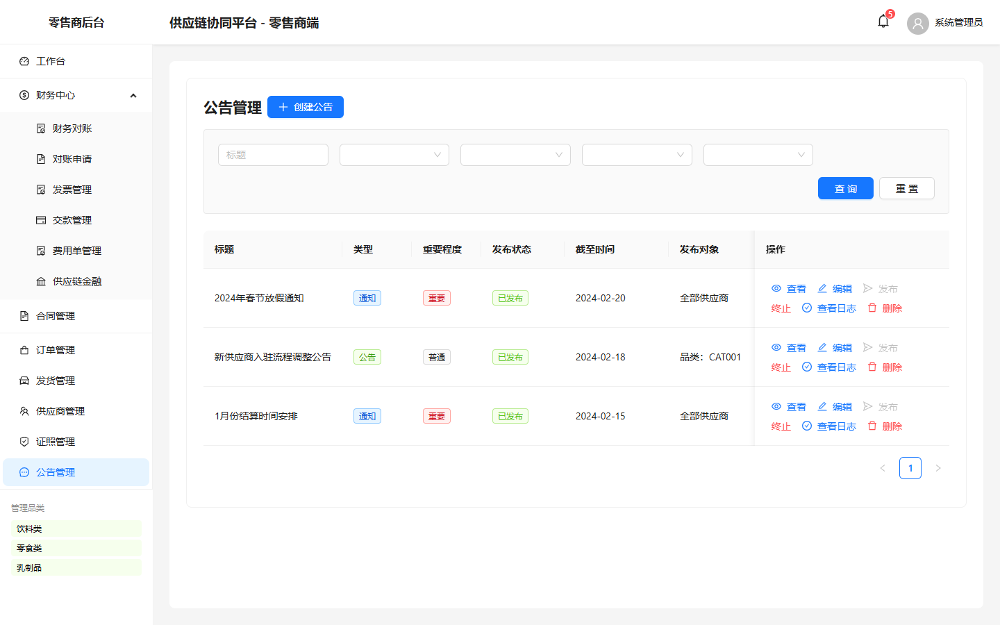 零售商后台
供应链协同平台 - 零售商端
5
系统管理员
工作台
财务中心
财务对账
对账申请
发票管理
交款管理
费用单管理
供应链金融
合同管理
订单管理
发货管理
供应商管理
证照管理
公告管理
管理品类
饮料类
零食类
乳制品
公告管理 创建公告
标题
查 询 重 置
标题 类型 重要程度 发布状态 截至时间 发布对象 操作
2024年春节放假通知 通知 重要 已发布 2024-02-20 全部供应商
查看 编辑 发布
终止 查看日志 删除
新供应商入驻流程调整公告 公告 普通 已发布 2024-02-18 品类：CAT001
查看 编辑 发布
终止 查看日志 删除
1月份结算时间安排 通知 重要 已发布 2024-02-15 全部供应商
查看 编辑 发布
终止 查看日志 删除
1